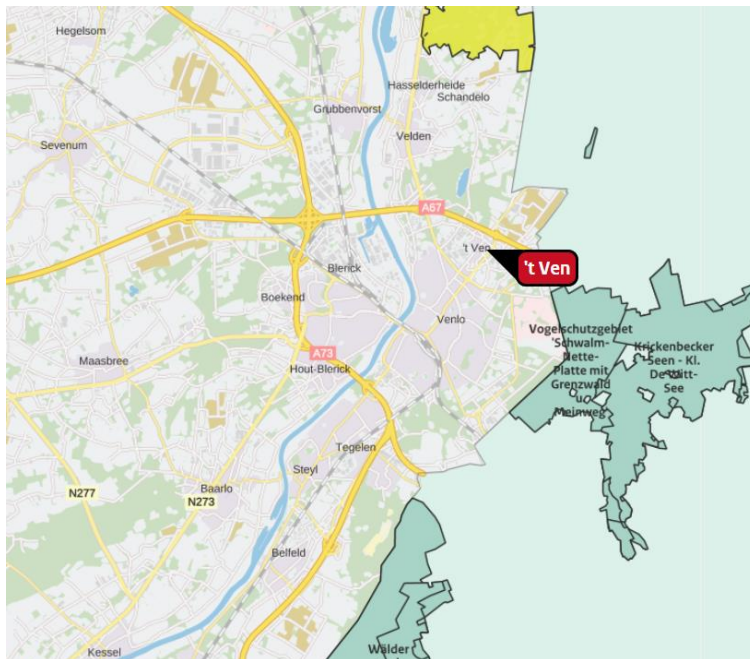 Hegelsom
Hasselderheide
Schandelo
Grubbenvorst
Velden
Sevenum
A67
't Ven
't Ven
Blerick
Boekend
Venlo
Vogelschutzgebiet
'Schwalm-
Nette-
Platte mit
Grenzwald
u.
Meinweg'
Krickenbecker
Seen - Kl.
De Witt-
See
A73
Maasbree
Hout-Blerick
Tegelen
Steyl
N277
Baarlo
N273
Belfeld
Kessel
Wälder